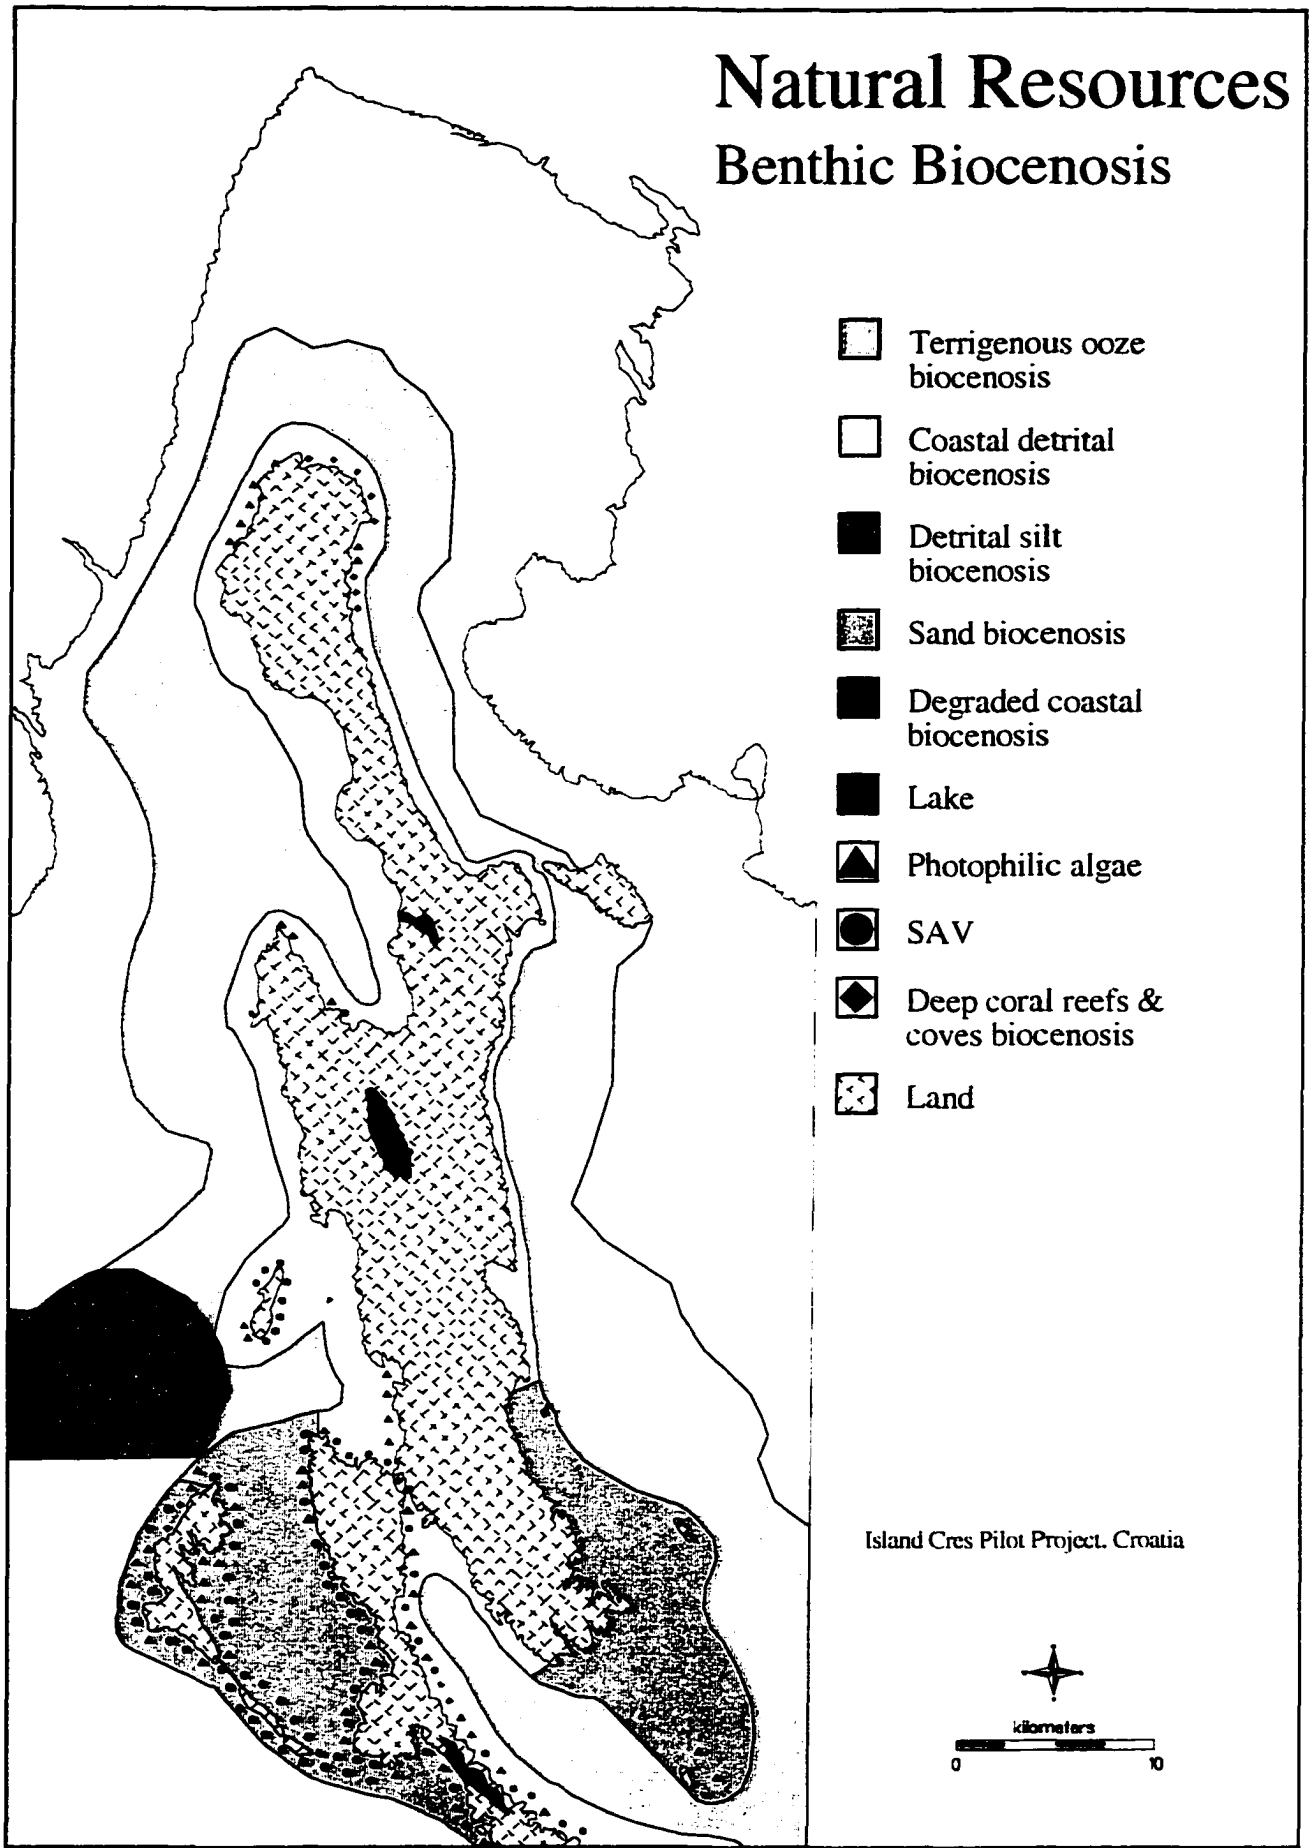 Natural Resources
Benthic Biocenosis
Terrigenous ooze
biocenosis
Coastal detrital
biocenosis
Detrital silt
biocenosis
Sand biocenosis
Degraded coastal
biocenosis
Lake
Photophilic algae
SAV
Deep coral reefs &
coves biocenosis
Land
Island Cres Pilot Project. Croatia
kilometers
0 10